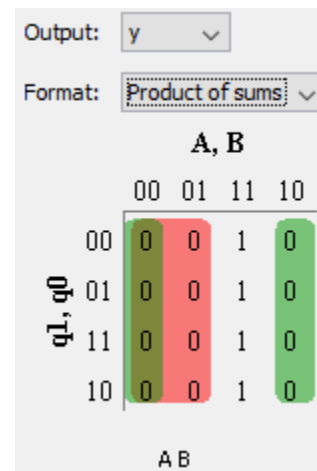 Output: y
Format: Product of sums
A, B
00 01 11 10
q1, q0
00 0 0 1 0
01 0 0 1 0
11 0 0 1 0
10 0 0 1 0
A B